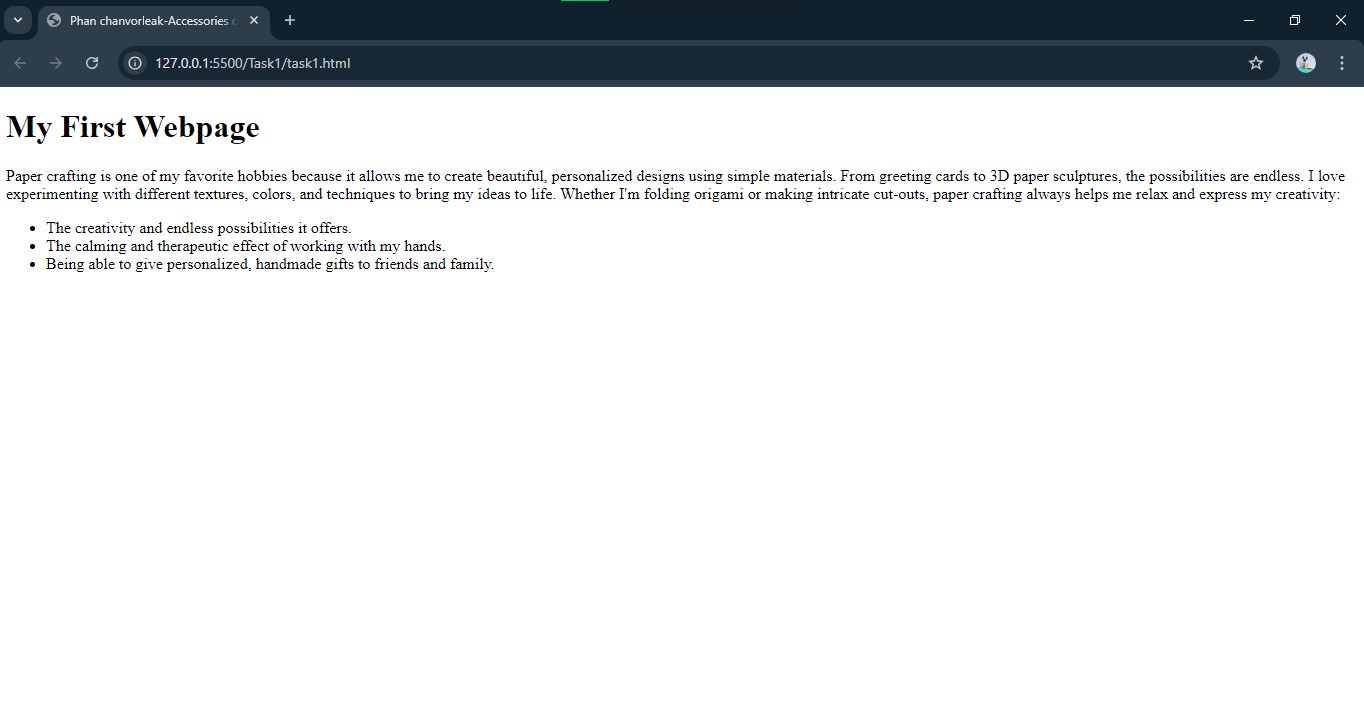 Phan chanvorleak-Accessories
127.0.0.1:5500/Task1/task1.html
My First Webpage
Paper crafting is one of my favorite hobbies because it allows me to create beautiful, personalized designs using simple materials. From greeting cards to 3D paper sculptures, the possibilities are endless. I love
experimenting with different textures, colors, and techniques to bring my ideas to life. Whether I'm folding origami or making intricate cut-outs, paper crafting always helps me relax and express my creativity:
• The creativity and endless possibilities it offers.
• The calming and therapeutic effect of working with my hands.
• Being able to give personalized, handmade gifts to friends and family.